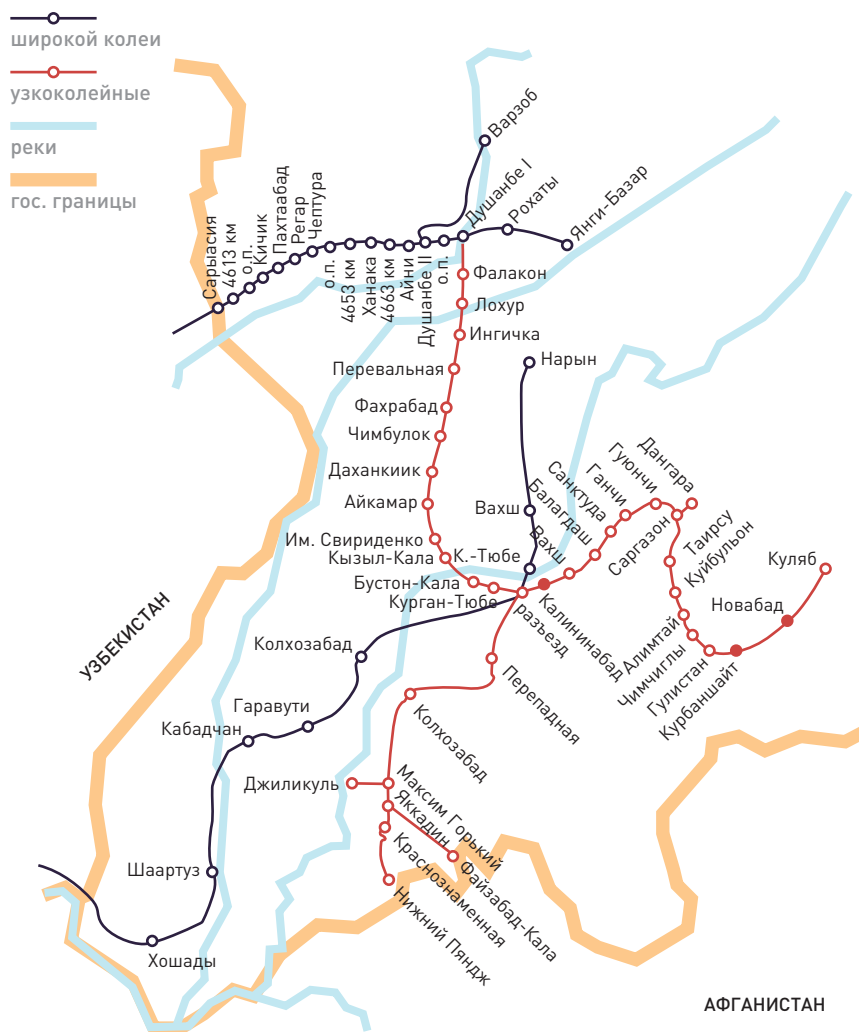 широкой колеи
узкоколейные
реки
гос. границы
Варзоб
Душанбе I
Рохаты
Янги-Базар
Сарыасия
4613 км
о.п.
Кичик
Пахтаабад
Регар
Чептура
о.п.
4653 км
Ханака
4663 км
Айни
Душанбе II
о.п.
Фалакон
Лохур
Ингичка
Перевальная
Нарын
Фахрабад
Чимбулок
Даханкиик
Айкамар
Им. Свириденко
Кызыл-Кала
Бустон-Кала
Курган-Тюбе
Вахш
К.-Тюбе
разъезд
Калининабад
Вахш
Балагдаш
Санктуда
Ганчи
Гуюнчи
Дангара
Саргазон
Таирсу
Куйбульон
Алимтай
Чимчиглы
Гулистан
Курбаншайт
Новабад
Куляб
УЗБЕКИСТАН
Колхозабад
Гаравути
Кабадчан
Перепадная
Колхозабад
Джиликуль
Максим Горький
Яккадин
Файзабад-Кала
Краснознаменная
Нижний Пяндж
Шаартуз
Хошады
АФГАНИСТАН